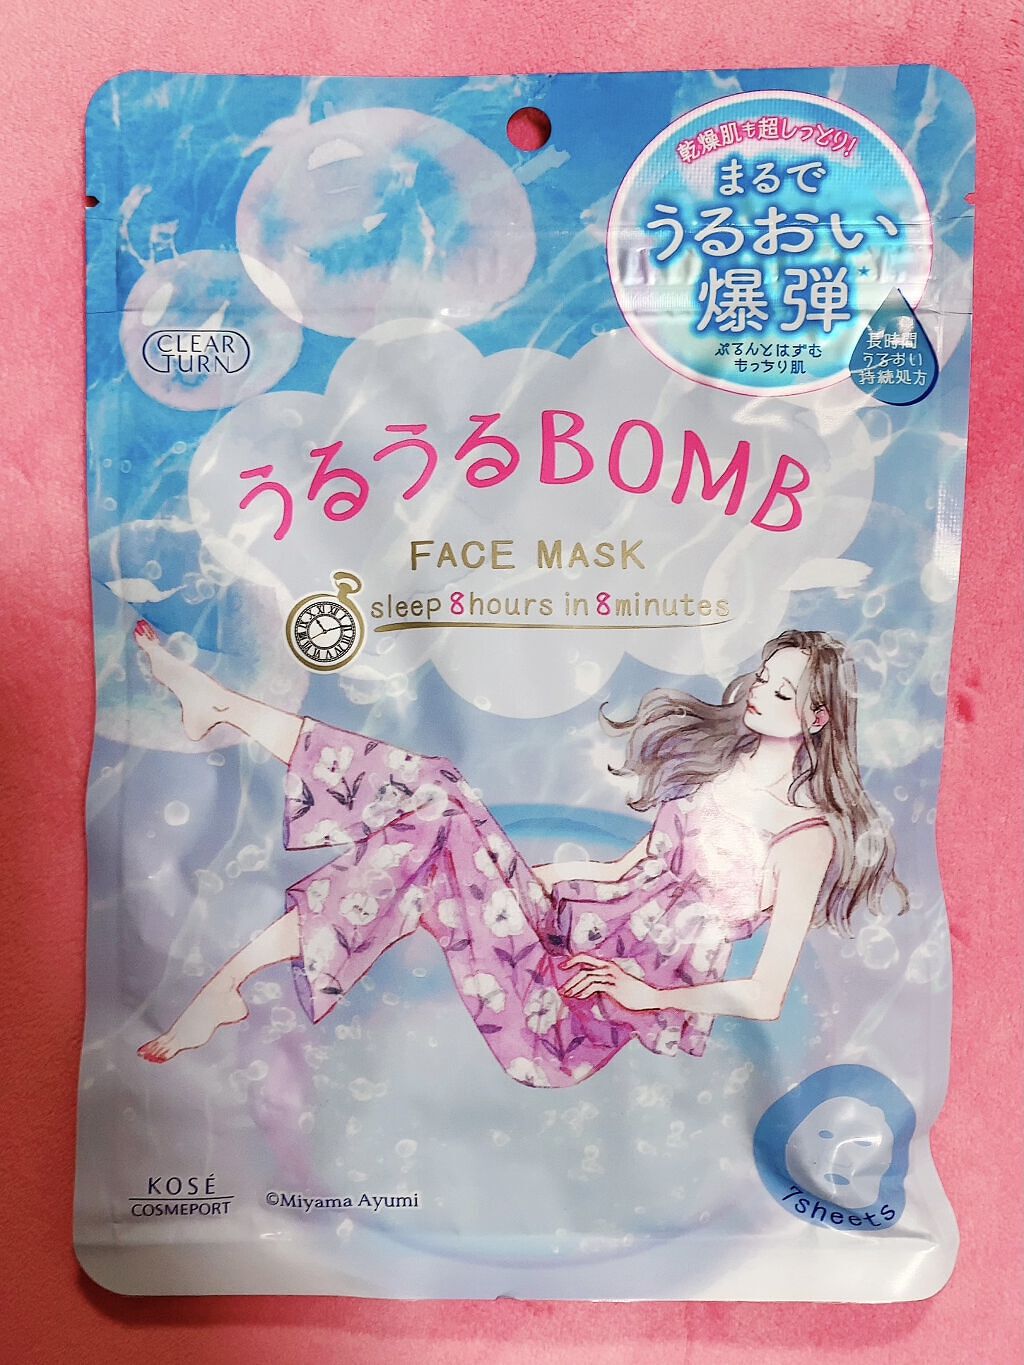 乾燥肌も超しっとり!
まるで
うるおい
爆弾*
ぷるんとはずむ
もっちり肌
長時間
うるおい
持続処方
CLEAR
TURN
うるうるBOMB
FACE MASK
sleep 8hours in 8minutes
7sheets
KOSÉ
COSMEPORT
©Miyama Ayumi